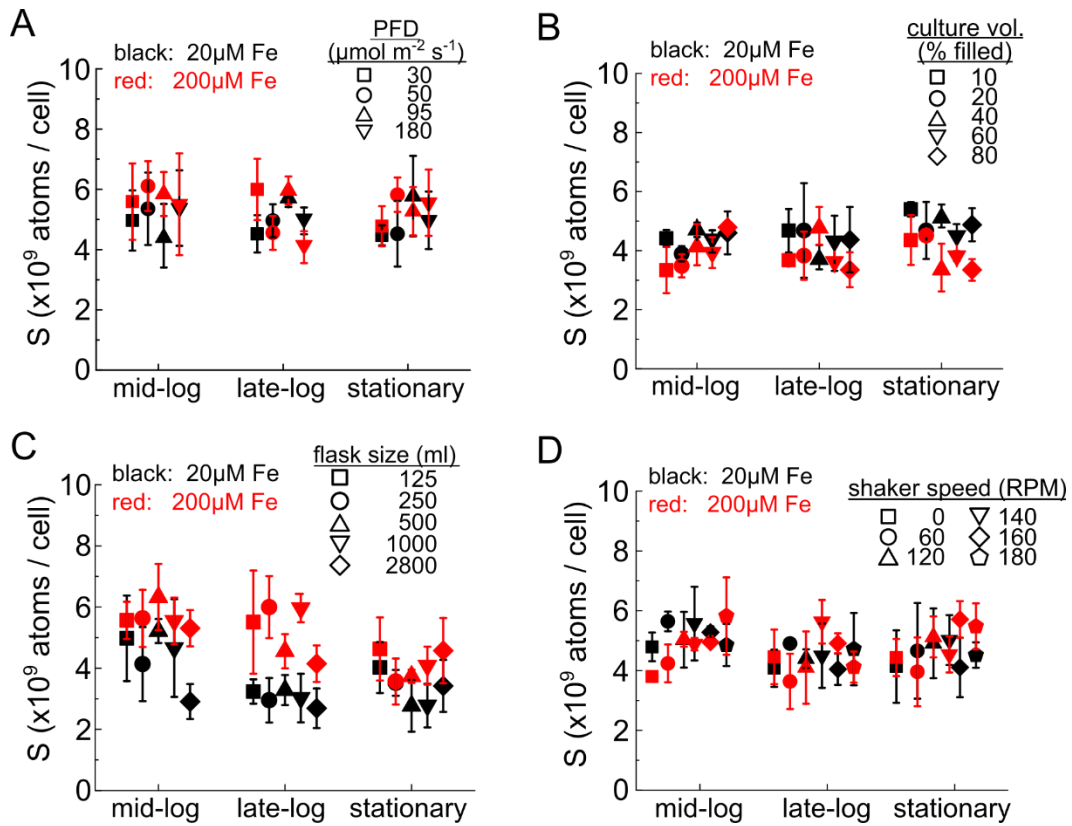 A
black: 20µM Fe
red: 200µM Fe
PFD
(µmol m⁻² s⁻¹)
30
50
95
180
S (x10⁹ atoms / cell)
10
8
6
4
2
0
mid-log late-log stationary
B
black: 20µM Fe
red: 200µM Fe
culture vol.
(% filled)
10
20
40
60
80
S (x10⁹ atoms / cell)
10
8
6
4
2
0
mid-log late-log stationary
C
black: 20µM Fe
red: 200µM Fe
flask size (ml)
125
250
500
1000
2800
S (x10⁹ atoms / cell)
10
8
6
4
2
0
mid-log late-log stationary
D
black: 20µM Fe
red: 200µM Fe
shaker speed (RPM)
0 140
60 160
120 180
S (x10⁹ atoms / cell)
10
8
6
4
2
0
mid-log late-log stationary